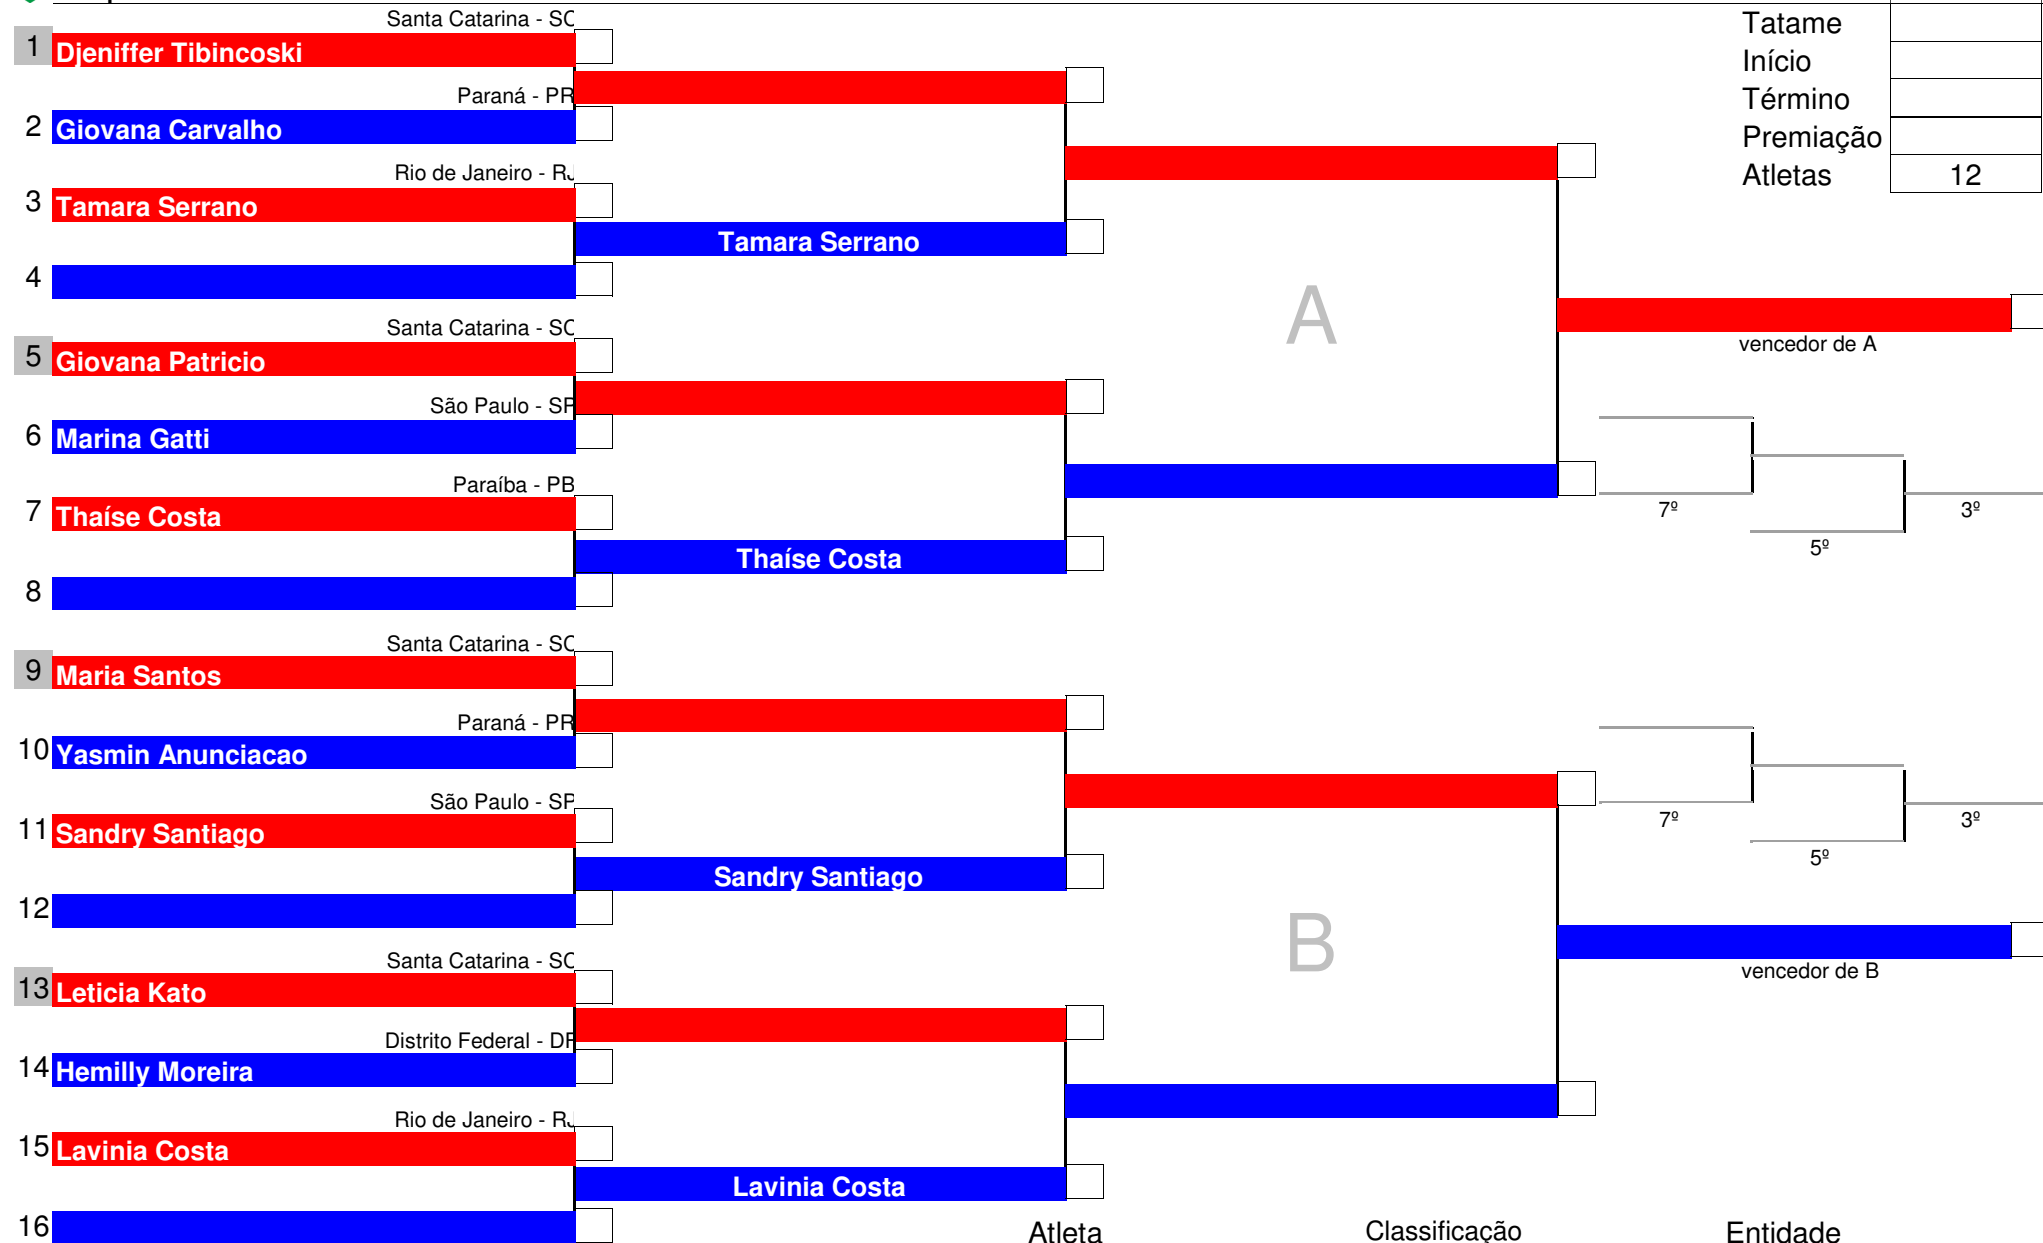 Santa Catarina - SC
1 Djeniffer Tibincoski
Paraná - PR
2 Giovana Carvalho
Rio de Janeiro - RJ
3 Tamara Serrano
Tamara Serrano
4
Santa Catarina - SC
5 Giovana Patricio
São Paulo - SP
6 Marina Gatti
Paraíba - PB
7 Thaíse Costa
Thaíse Costa
8
Santa Catarina - SC
9 Maria Santos
Paraná - PR
10 Yasmin Anunciacao
São Paulo - SP
11 Sandry Santiago
Sandry Santiago
12
Santa Catarina - SC
13 Leticia Kato
Distrito Federal - DF
14 Hemilly Moreira
Rio de Janeiro - RJ
15 Lavinia Costa
Lavinia Costa
16
A
B
Tatame
Início
Término
Premiação
Atletas 12
vencedor de A
7º
3º
5º
7º
3º
5º
vencedor de B
Atleta Classificação Entidade